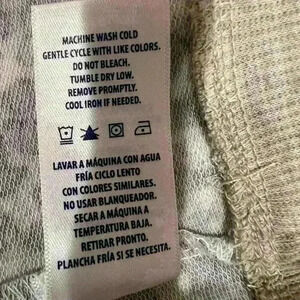 MACHINE WASH COLD
GENTLE CYCLE WITH LIKE COLORS.
DO NOT BLEACH.
TUMBLE DRY LOW.
REMOVE PROMPTLY.
COOL IRON IF NEEDED.
LAVAR A MÁQUINA CON AGUA
FRÍA CICLO LENTO
CON COLORES SIMILARES.
NO USAR BLANQUEADOR.
SECAR A MÁQUINA A
TEMPERATURA BAJA.
RETIRAR PRONTO.
PLANCHA FRÍA SI SE NECESITA.